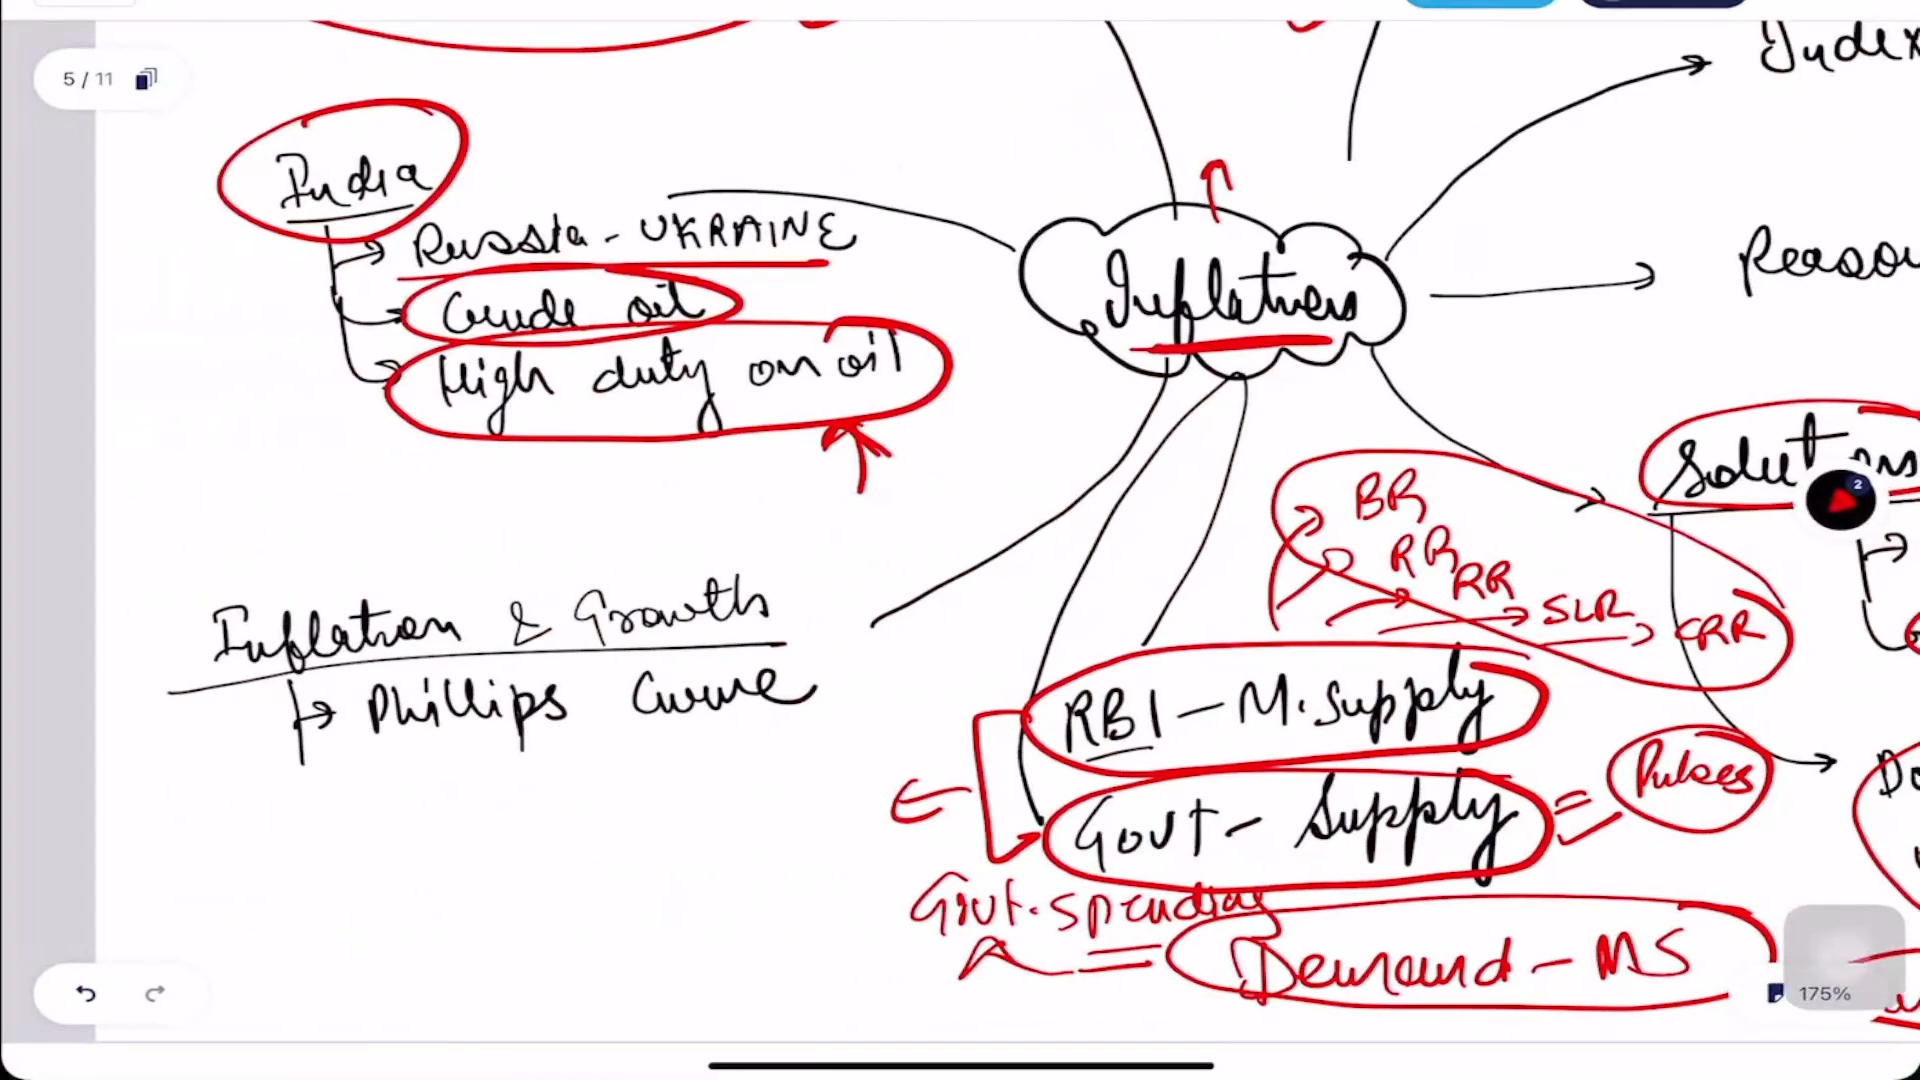 5 / 11
Index
India
Russia - UKRAINE
Crude oil
High duty on oil
Inflation
Reason
Solutions
2
BR
RR
RR
SLR
CRR
Inflation & Growth
Phillips Curve
RBI - M. Supply
Govt - Supply
Pulses
Govt. spending
Demand - MS
175%